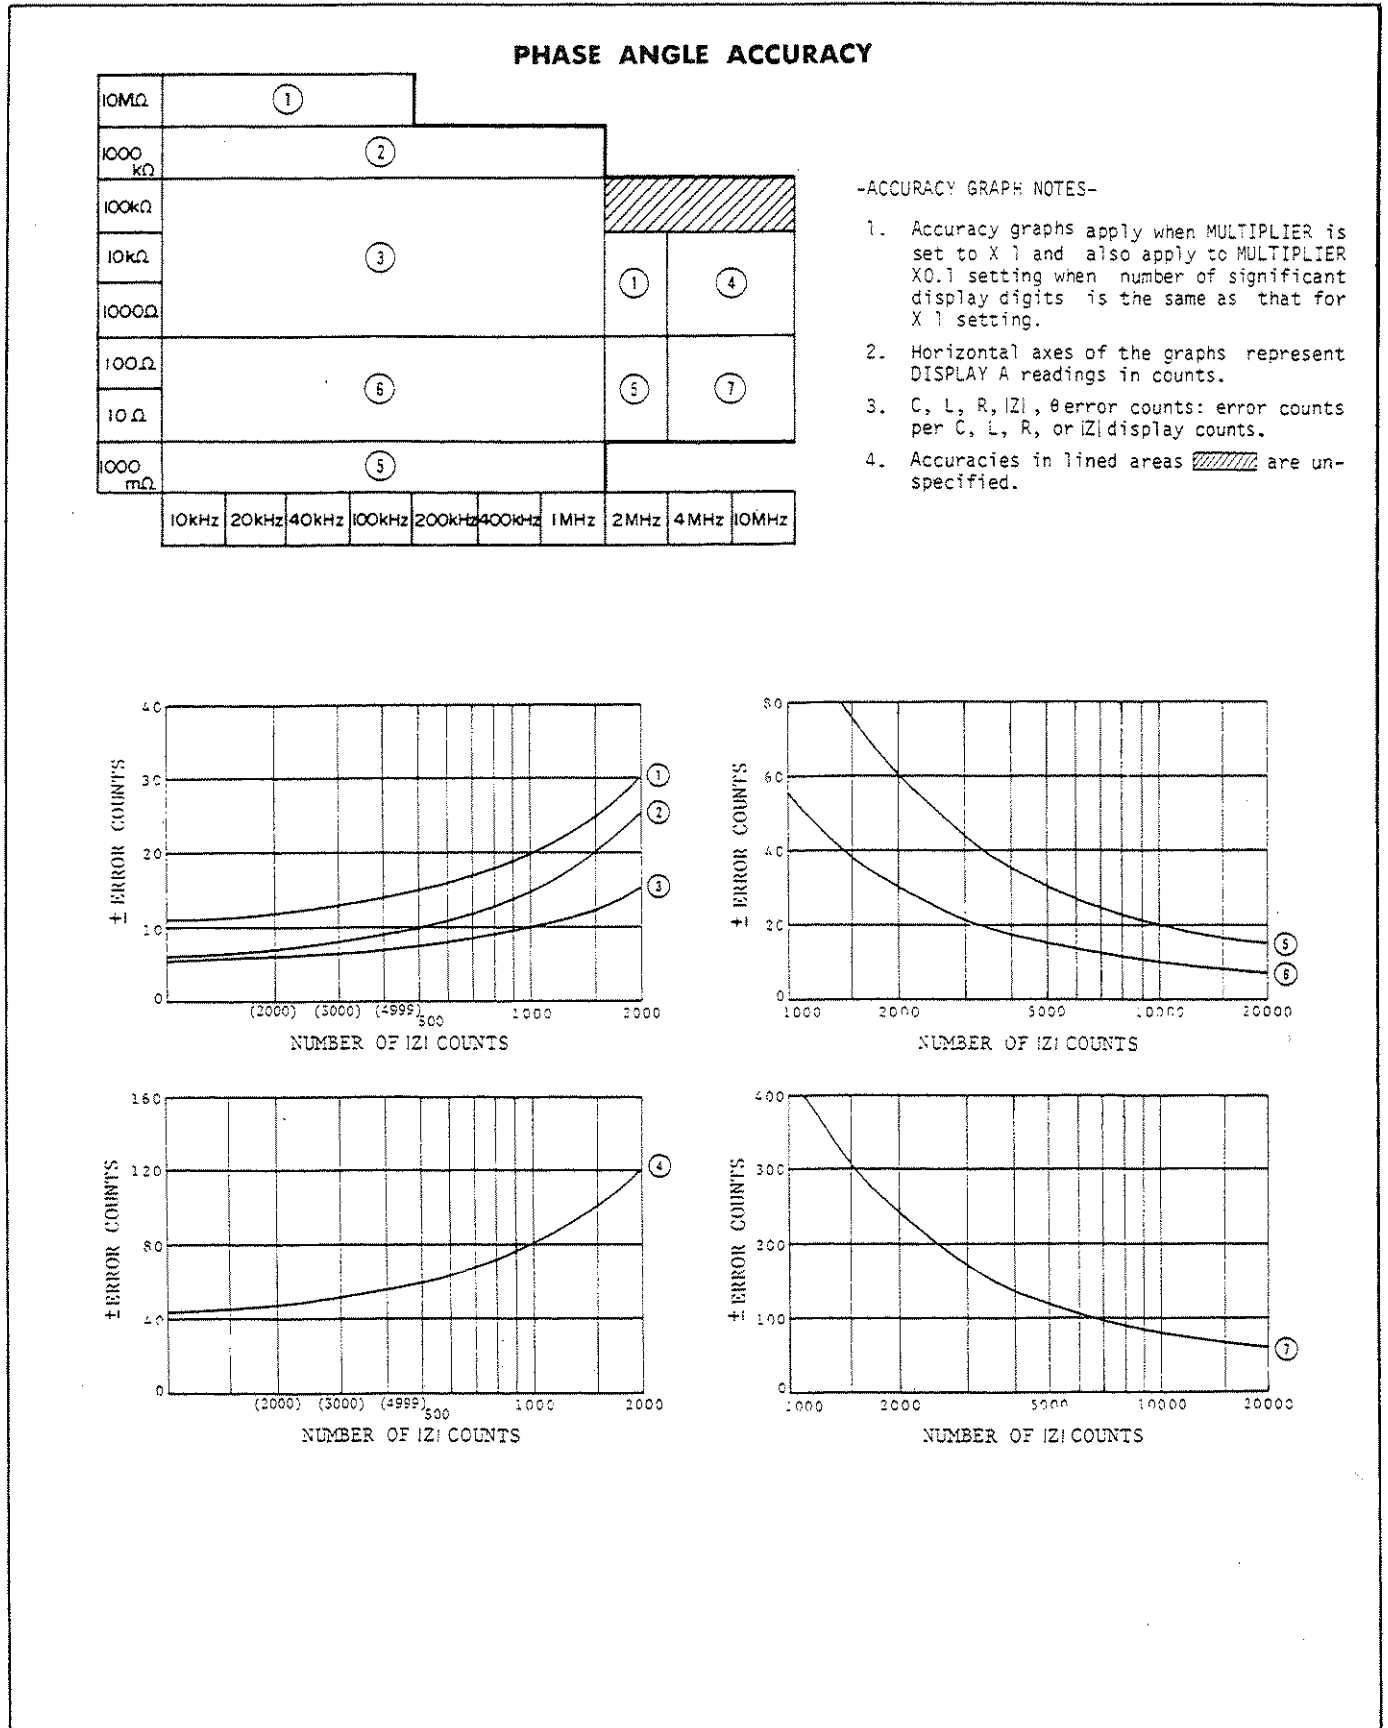 PHASE ANGLE ACCURACY
10MΩ
①
1000 kΩ
②
100kΩ
10kΩ
③
①
④
1000Ω
100Ω
⑥
⑤
⑦
10Ω
1000 mΩ
⑤
10kHz 20kHz 40kHz 100kHz 200kHz 400kHz 1MHz 2MHz 4MHz 10MHz
-ACCURACY GRAPH NOTES-
1. Accuracy graphs apply when MULTIPLIER is
set to X 1 and also apply to MULTIPLIER
X0.1 setting when number of significant
display digits is the same as that for
X 1 setting.
2. Horizontal axes of the graphs represent
DISPLAY A readings in counts.
3. C, L, R, |Z|, θ error counts: error counts
per C, L, R, or |Z| display counts.
4. Accuracies in lined areas are un-
specified.
± ERROR COUNTS
40
30
20
10
0
①
②
③
(2000) (3000) (4999) 500 1000 2000
NUMBER OF |Z| COUNTS
± ERROR COUNTS
80
60
40
20
0
⑤
⑥
1000 2000 5000 10000 20000
NUMBER OF |Z| COUNTS
± ERROR COUNTS
160
120
80
40
0
④
(2000) (3000) (4999) 500 1000 2000
NUMBER OF |Z| COUNTS
± ERROR COUNTS
400
300
200
100
0
⑦
1000 2000 5000 10000 20000
NUMBER OF |Z| COUNTS